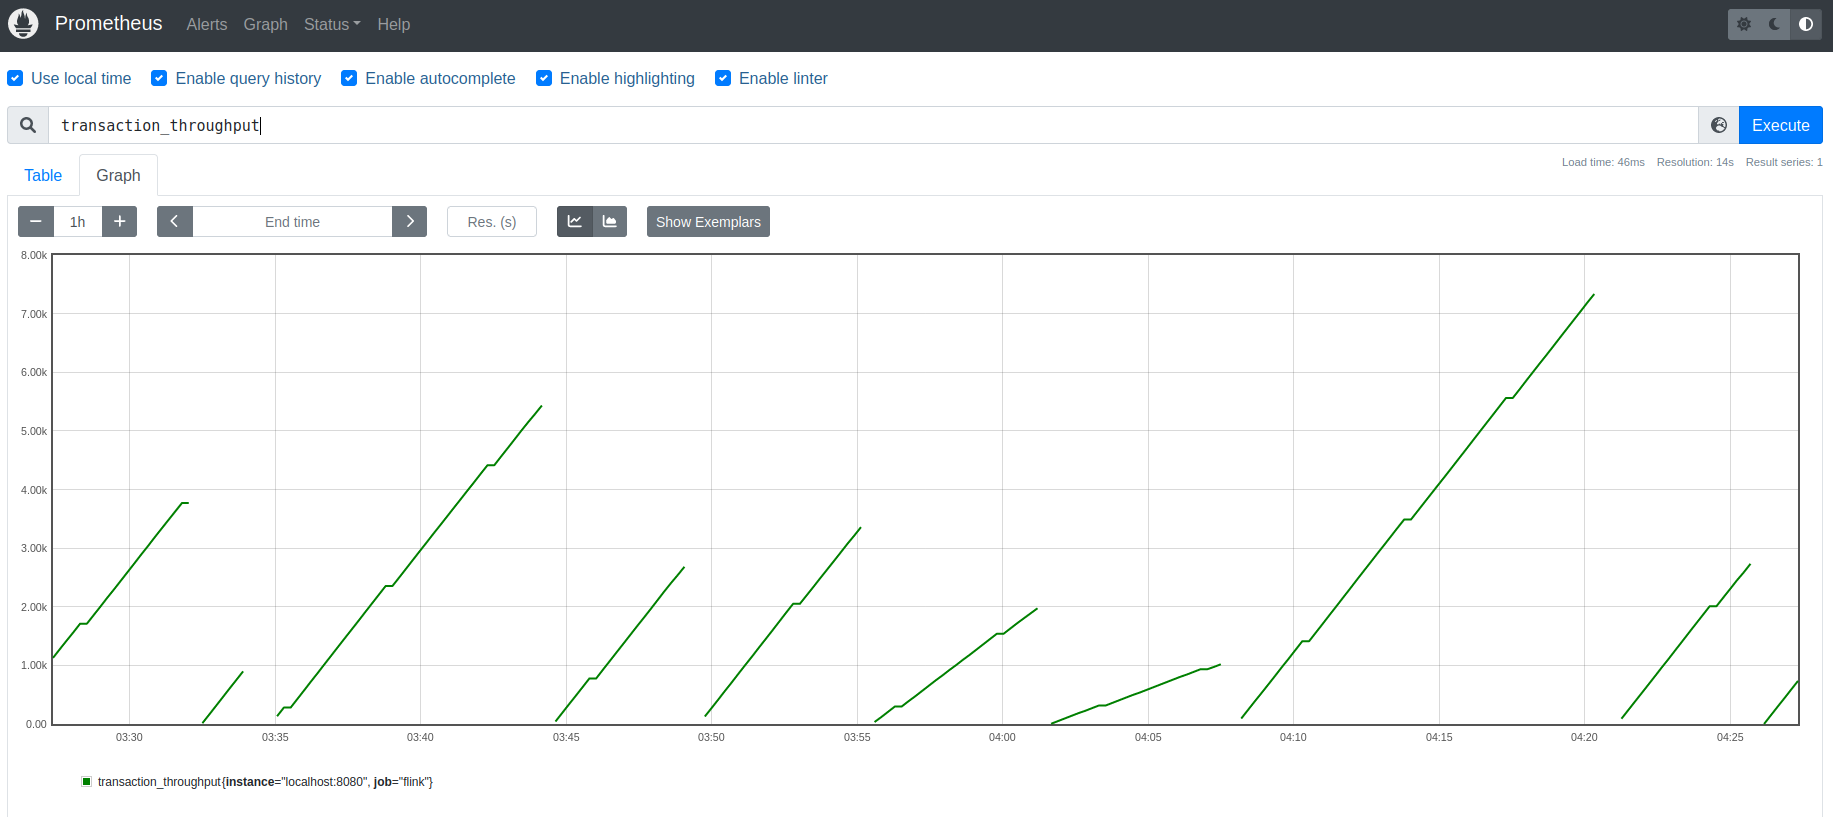 Prometheus Alerts Graph Status Help
Use local time Enable query history Enable autocomplete Enable highlighting Enable linter
transaction_throughput Execute
Load time: 46ms Resolution: 14s Result series: 1
Table Graph
1h End time Res. (s) Show Exemplars
8.00k
7.00k
6.00k
5.00k
4.00k
3.00k
2.00k
1.00k
0.00
03:30 03:35 03:40 03:45 03:50 03:55 04:00 04:05 04:10 04:15 04:20 04:25
transaction_throughput{instance="localhost:8080", job="flink"}